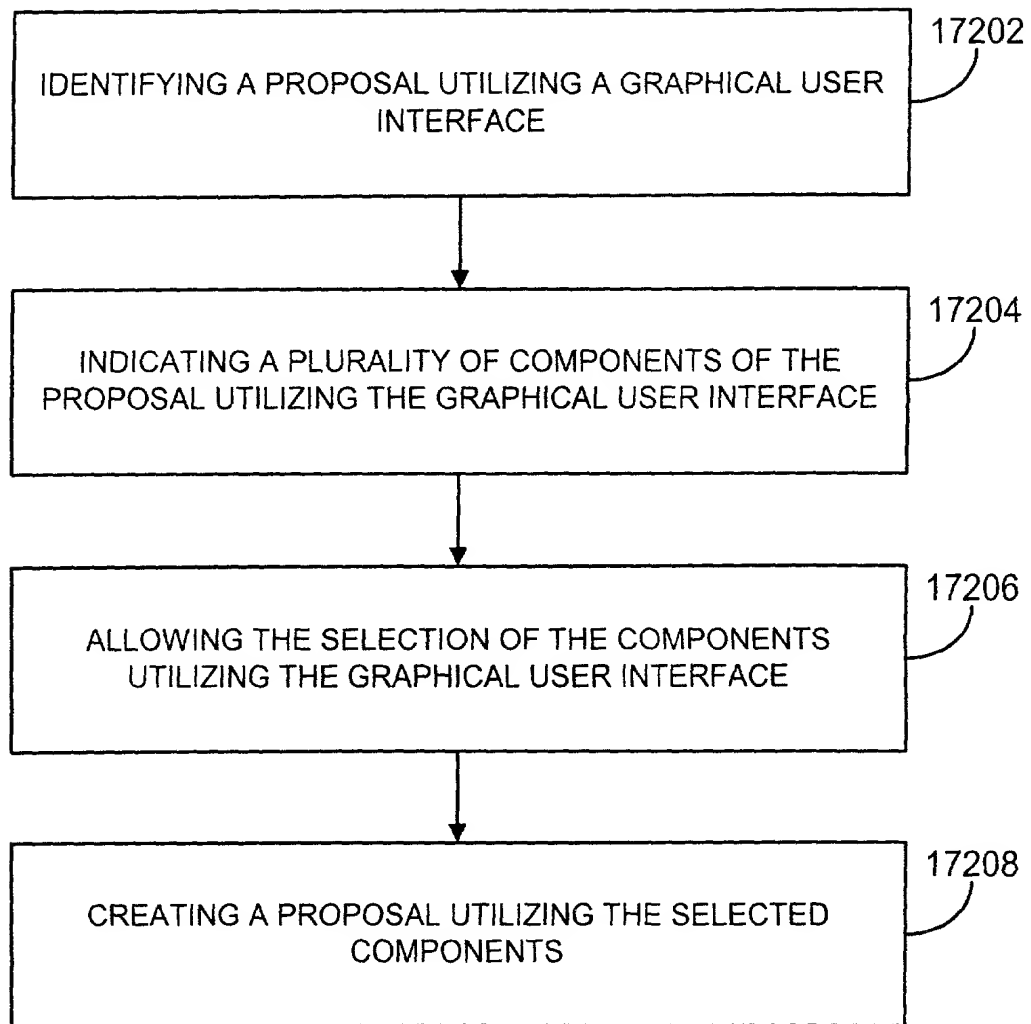 17202
IDENTIFYING A PROPOSAL UTILIZING A GRAPHICAL USER
INTERFACE
17204
INDICATING A PLURALITY OF COMPONENTS OF THE
PROPOSAL UTILIZING THE GRAPHICAL USER INTERFACE
17206
ALLOWING THE SELECTION OF THE COMPONENTS
UTILIZING THE GRAPHICAL USER INTERFACE
17208
CREATING A PROPOSAL UTILIZING THE SELECTED
COMPONENTS